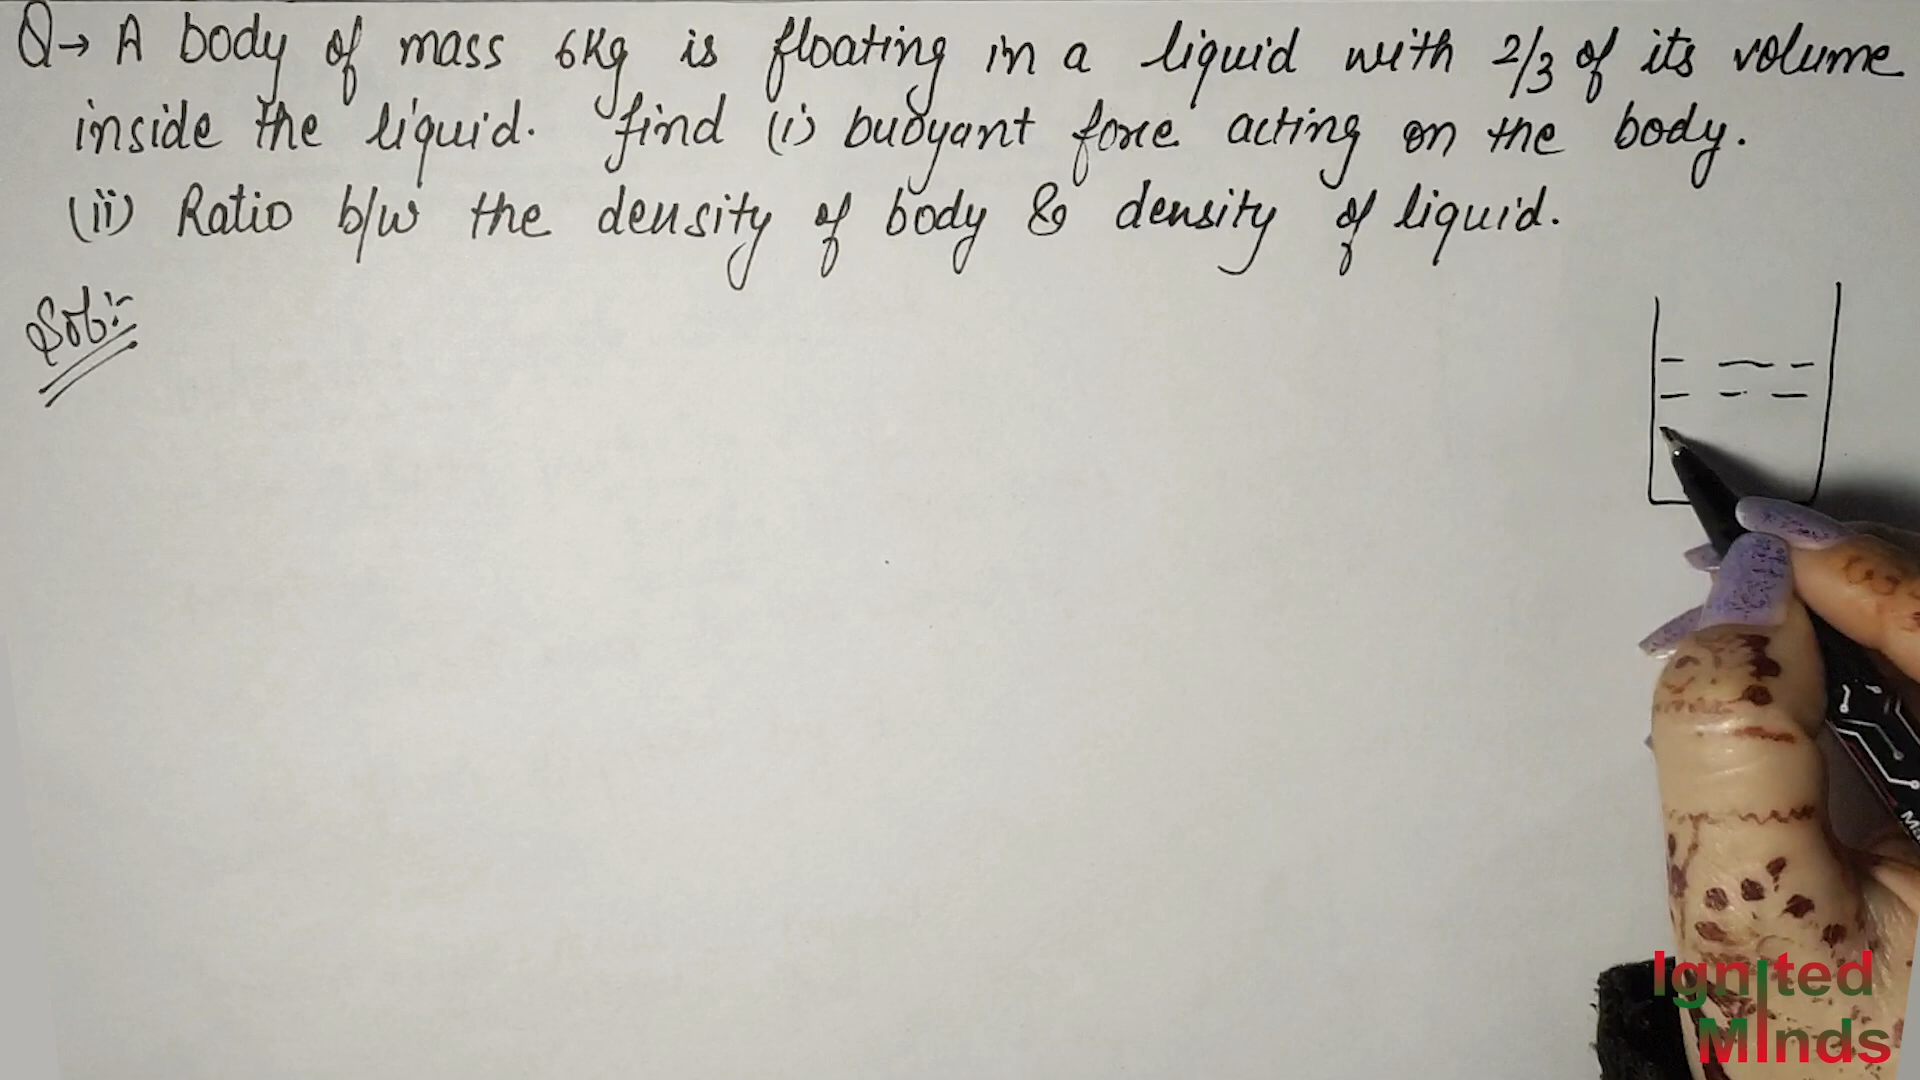 Q→ A body of mass 6Kg is floating in a liquid with 2/3 of its volume
inside the liquid. find (i) buoyant force acting on the body.
(ii) Ratio b/w the density of body & density of liquid.
Sol:-
Ignited
Minds